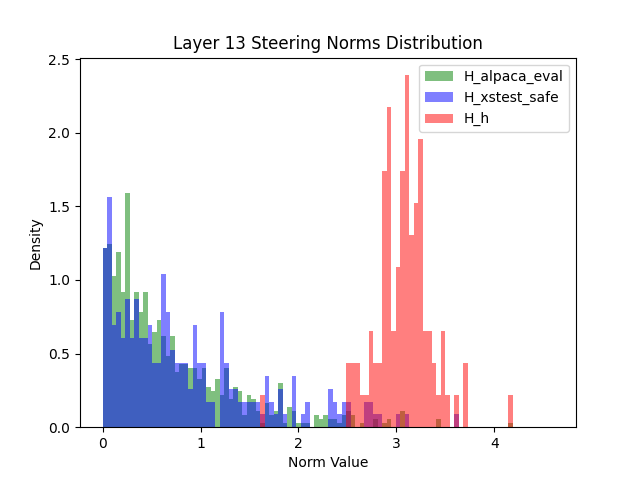 Layer 13 Steering Norms Distribution
2.5
2.0
1.5
1.0
0.5
0.0
Density
H_alpaca_eval
H_xstest_safe
H_h
0
1
2
3
4
Norm Value